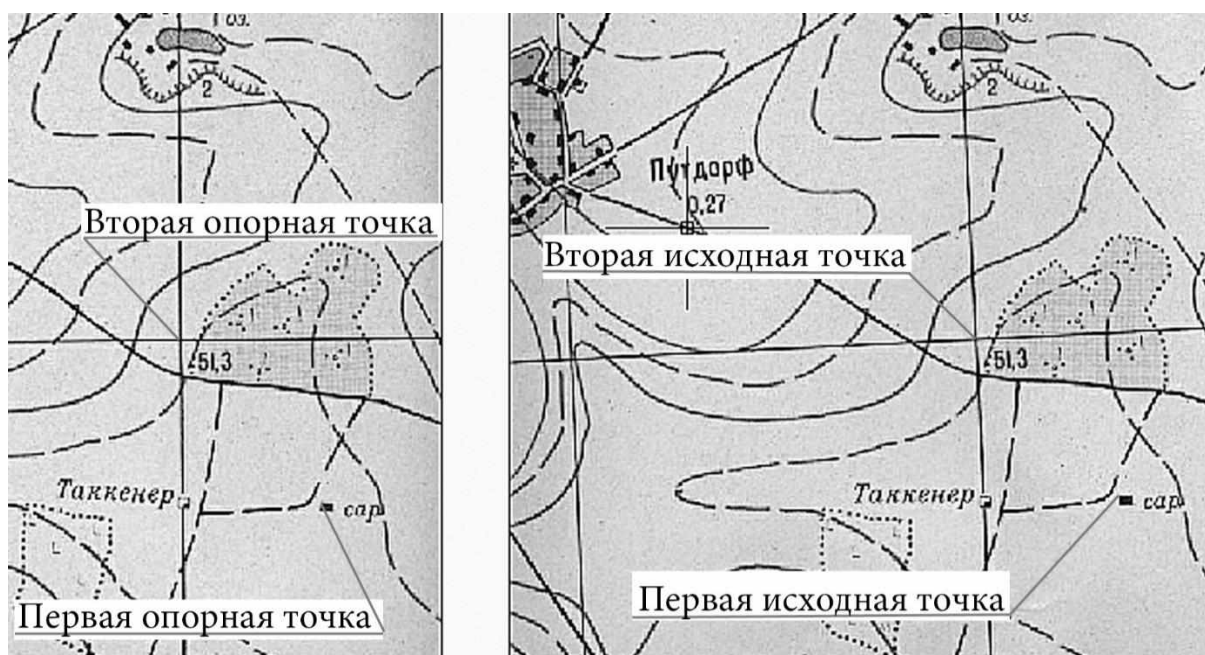 оз.
2
Вторая опорная точка
51,3
Таккенер
сар
Первая опорная точка
оз.
2
Путдорф
0,27
Вторая исходная точка
51,3
Таккенер
сар
Первая исходная точка